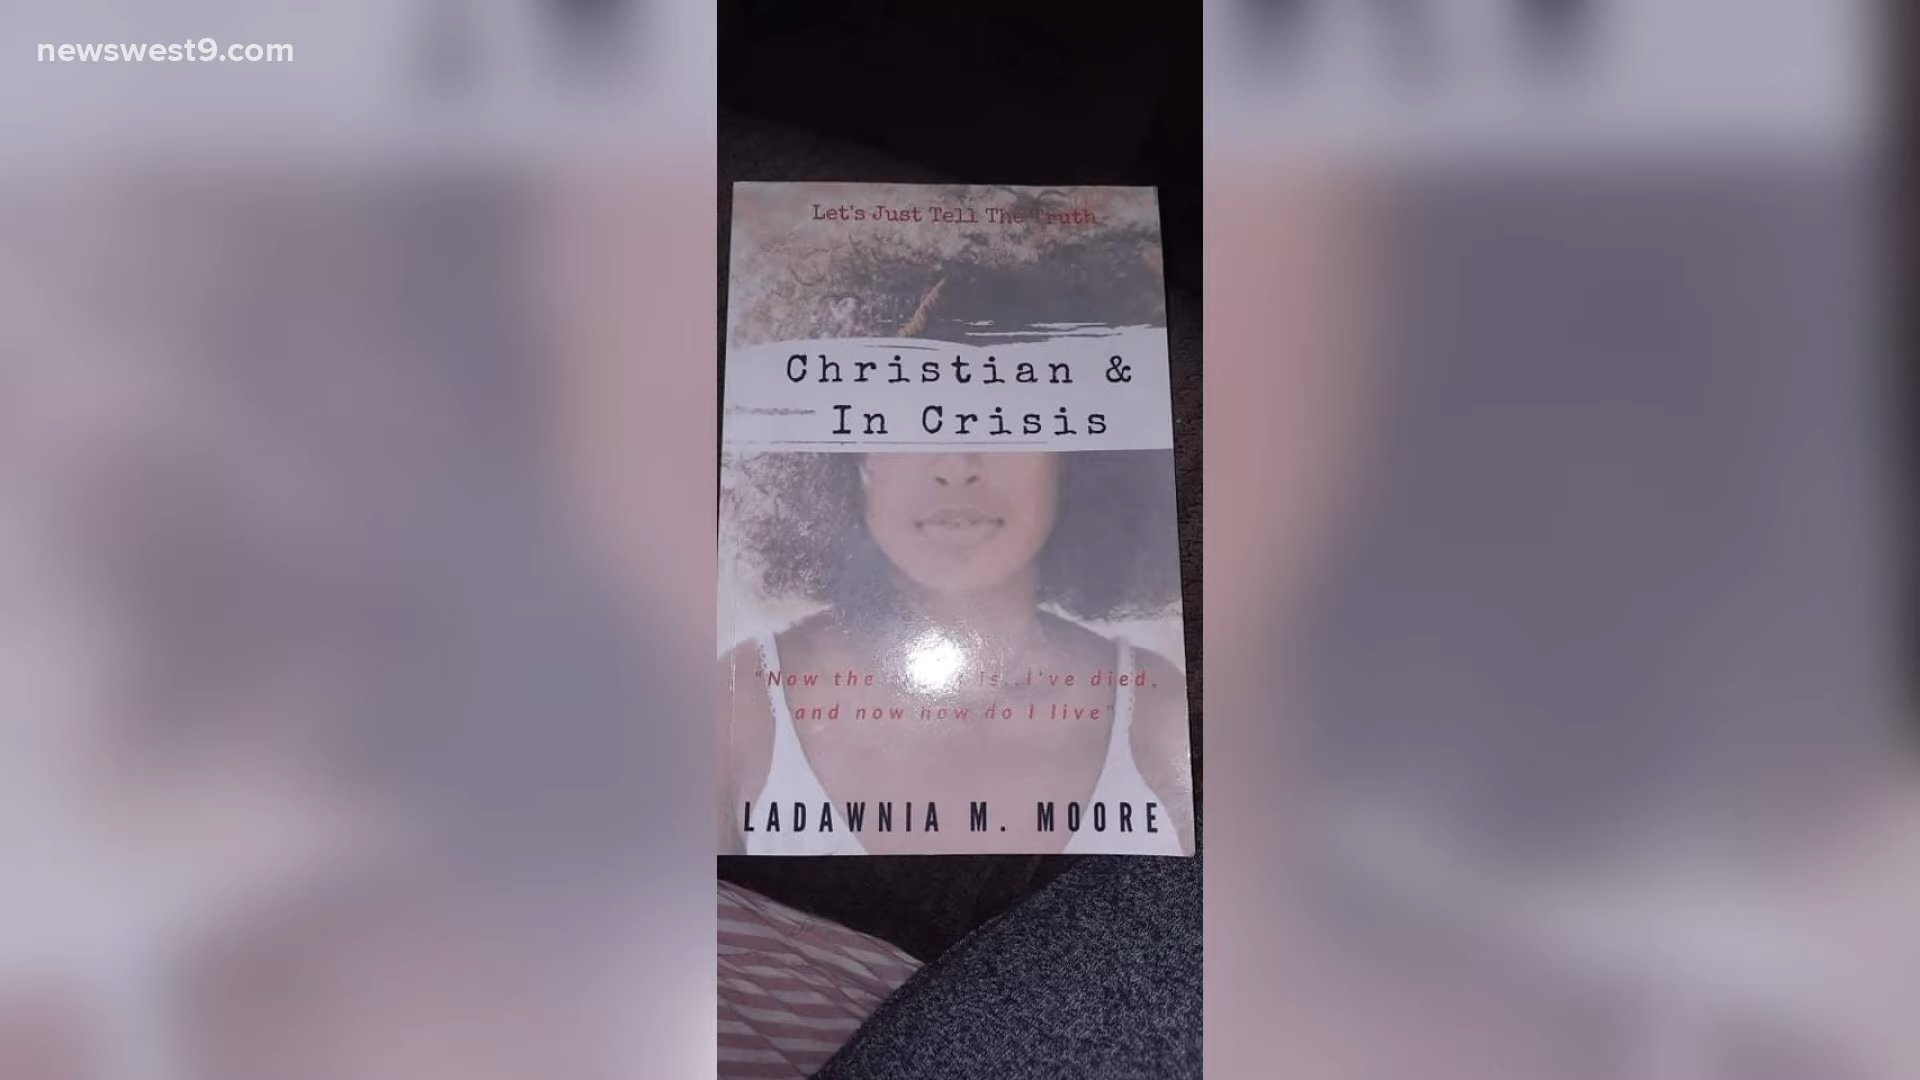 newswest9.com
Let's Just Tell The Truth
Christian &
In Crisis
"Now the is..I've died,
and now how do I live"
LADAWNIA M. MOORE